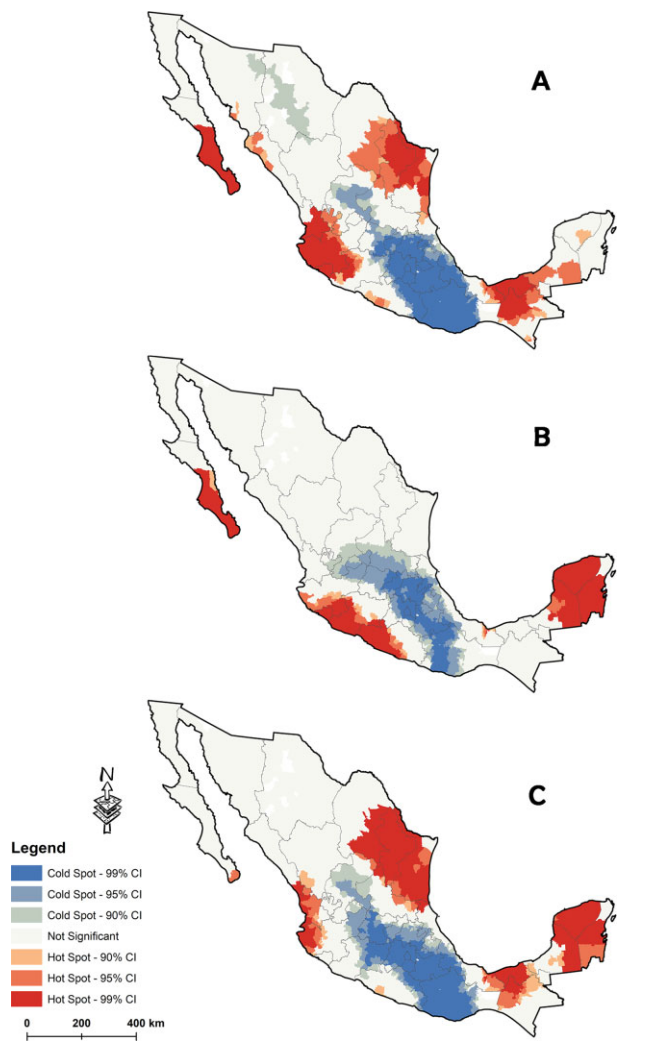 A
B
C
N
Legend
Cold Spot - 99% CI
Cold Spot - 95% CI
Cold Spot - 90% CI
Not Significant
Hot Spot - 90% CI
Hot Spot - 95% CI
Hot Spot - 99% CI
0 200 400 km